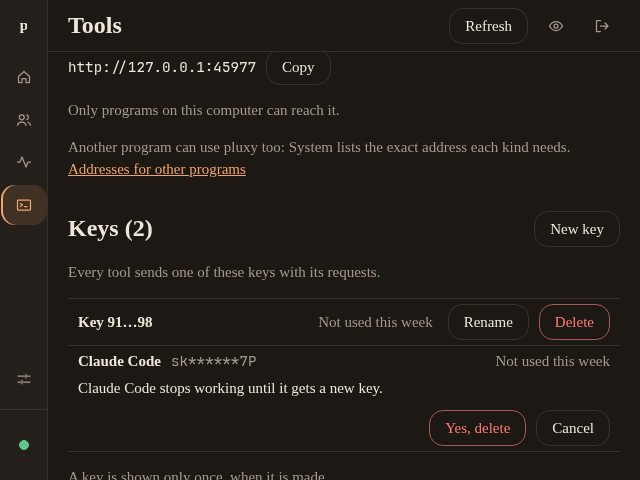 p
Tools
Refresh
http://127.0.0.1:45977
Copy
Only programs on this computer can reach it.
Another program can use pluxy too: System lists the exact address each kind needs.
Addresses for other programs
Keys (2)
New key
Every tool sends one of these keys with its requests.
Key 91…98
Not used this week
Rename
Delete
Claude Code sk******7P
Not used this week
Claude Code stops working until it gets a new key.
Yes, delete
Cancel
A key is shown only once, when it is made.